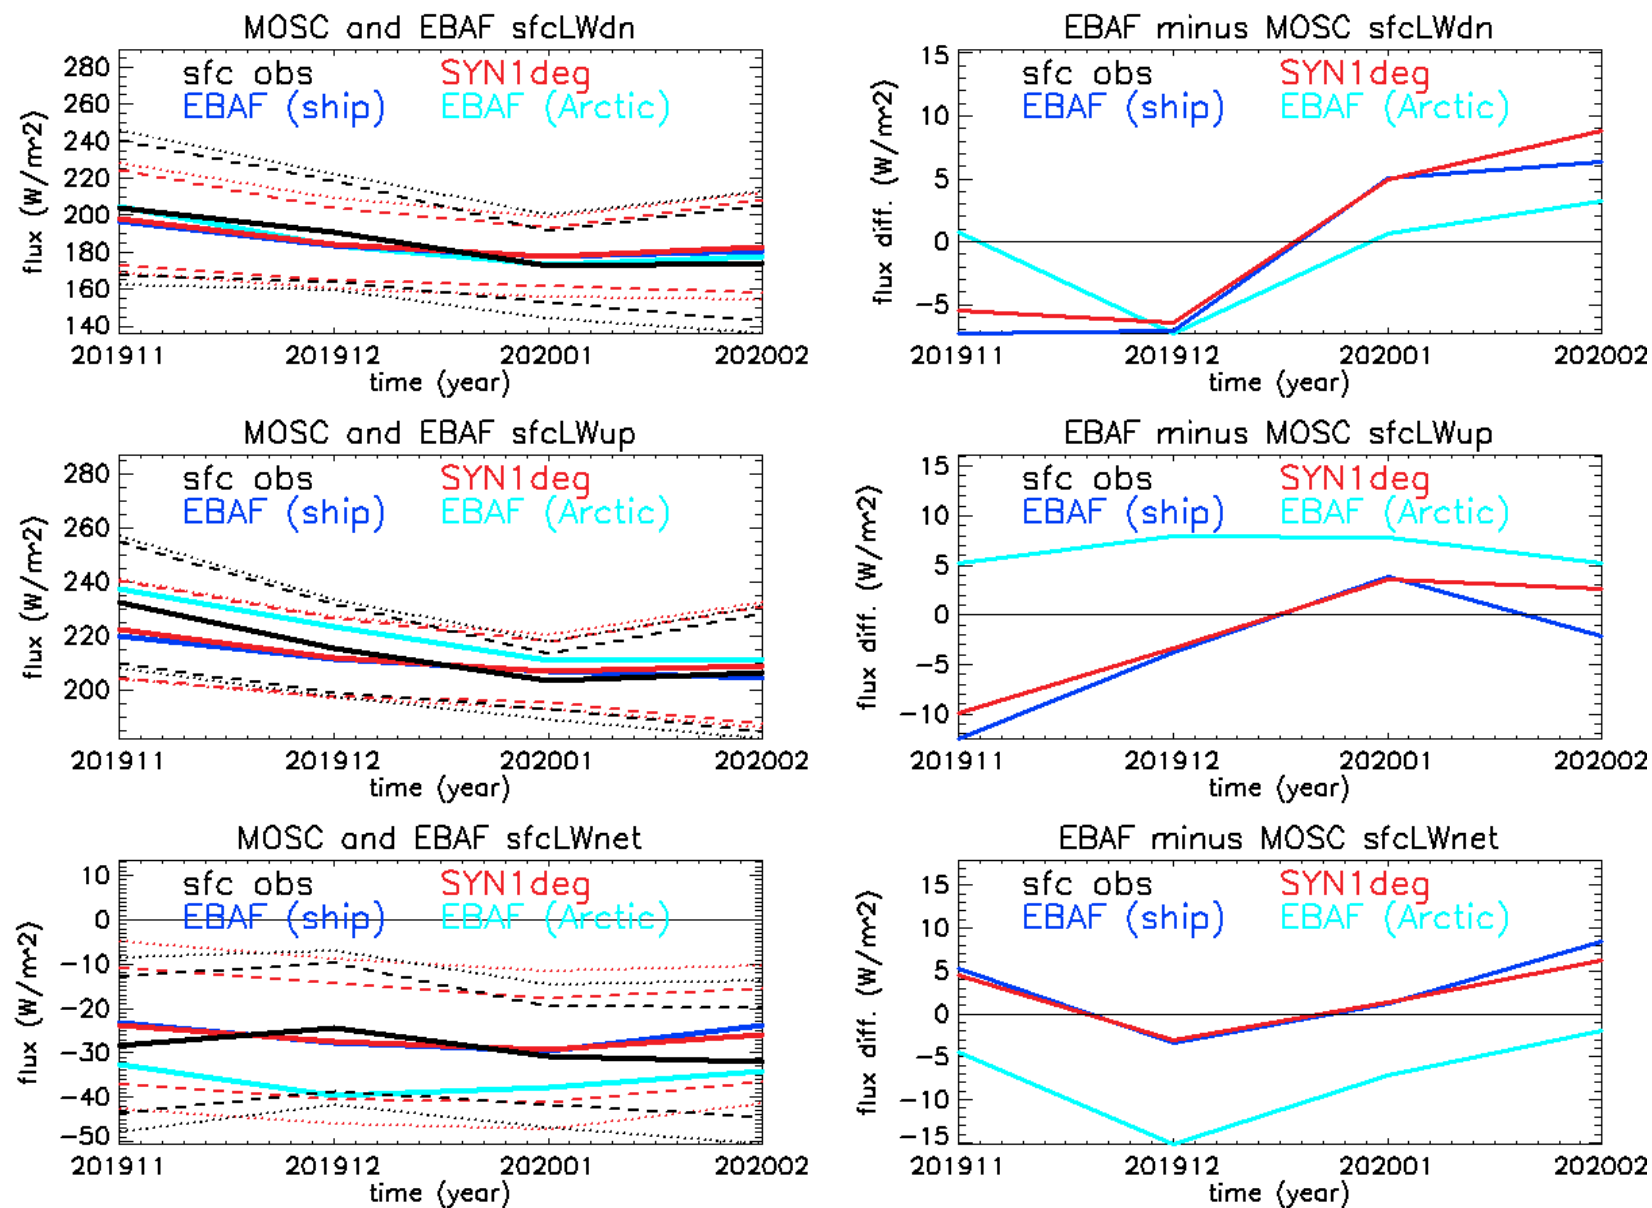 MOSC and EBAF sfcLWdn
flux (W/m^2)
280
260
240
220
200
180
160
140
sfc obs
SYN1deg
EBAF (ship)
EBAF (Arctic)
201911
201912
202001
202002
time (year)
EBAF minus MOSC sfcLWdn
flux diff. (W/m^2)
15
10
5
0
−5
sfc obs
SYN1deg
EBAF (ship)
EBAF (Arctic)
201911
201912
202001
202002
time (year)
MOSC and EBAF sfcLWup
flux (W/m^2)
280
260
240
220
200
sfc obs
SYN1deg
EBAF (ship)
EBAF (Arctic)
201911
201912
202001
202002
time (year)
EBAF minus MOSC sfcLWup
flux diff. (W/m^2)
15
10
5
0
−5
−10
sfc obs
SYN1deg
EBAF (ship)
EBAF (Arctic)
201911
201912
202001
202002
time (year)
MOSC and EBAF sfcLWnet
flux (W/m^2)
10
0
−10
−20
−30
−40
−50
sfc obs
SYN1deg
EBAF (ship)
EBAF (Arctic)
201911
201912
202001
202002
time (year)
EBAF minus MOSC sfcLWnet
flux diff. (W/m^2)
15
10
5
0
−5
−10
−15
sfc obs
SYN1deg
EBAF (ship)
EBAF (Arctic)
201911
201912
202001
202002
time (year)